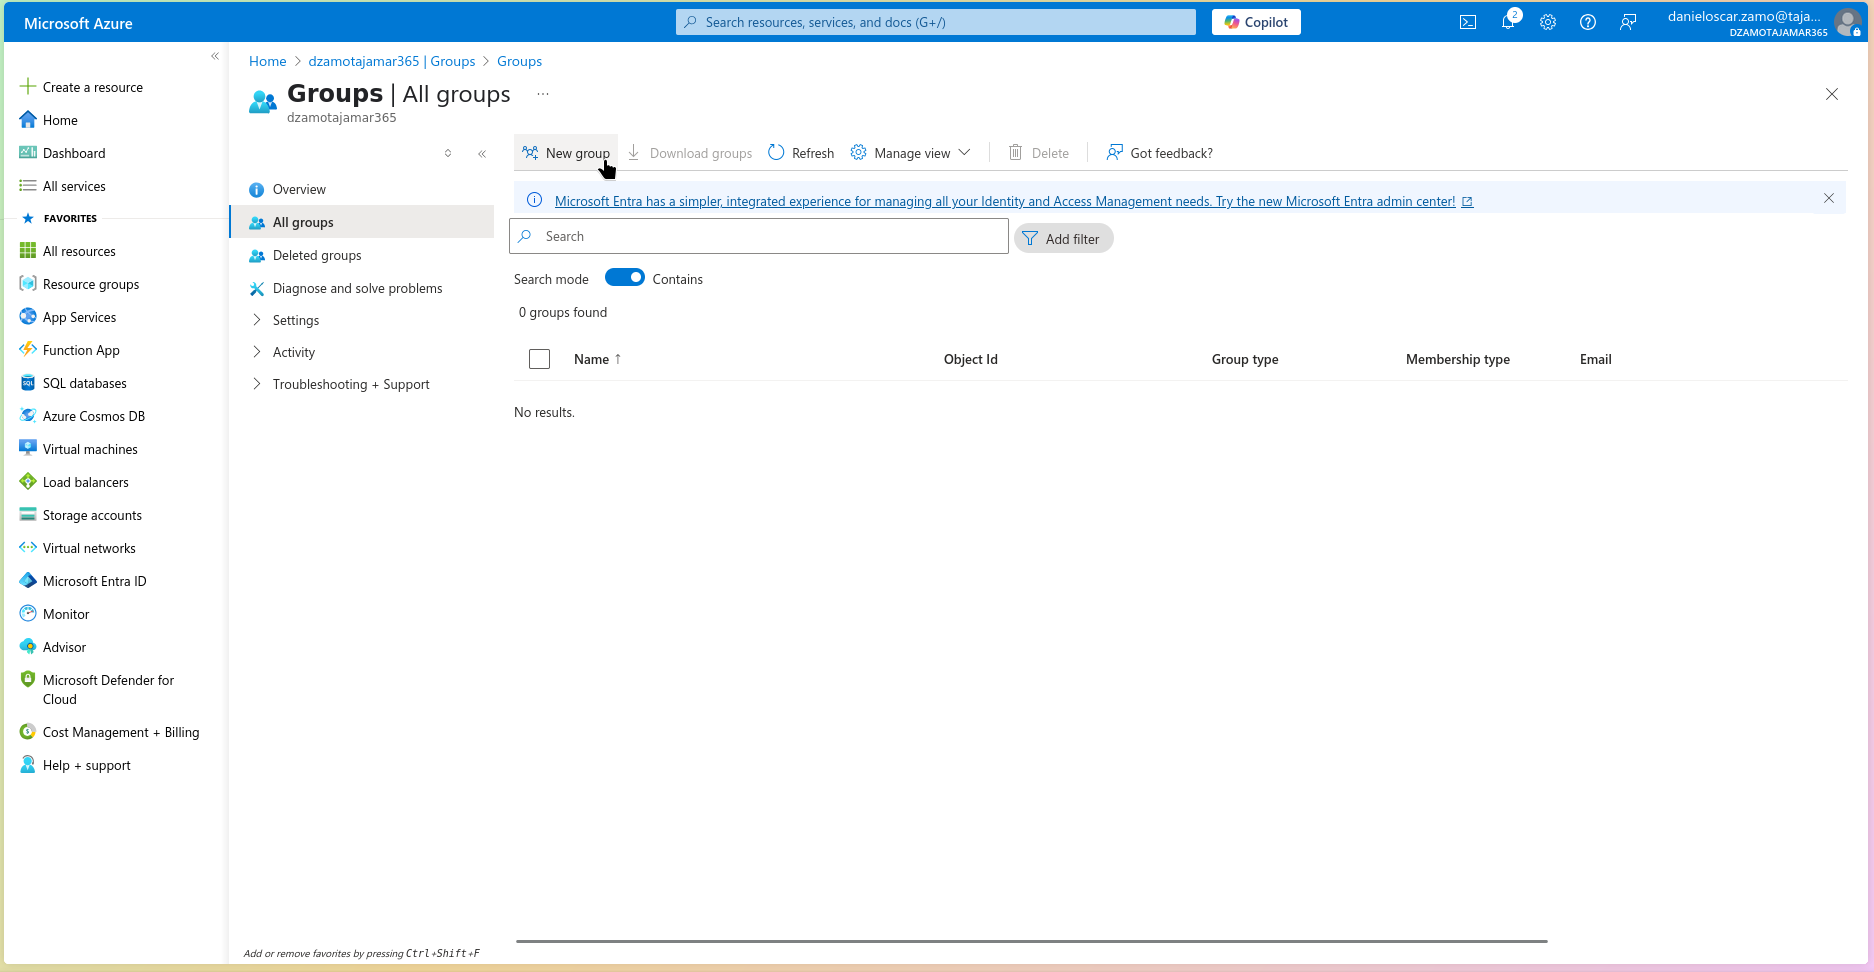 Microsoft Azure
Search resources, services, and docs (G+/)
Copilot
2
danieloscar.zamo@taja...
DZAMOTAJAMAR365
Create a resource
Home
Dashboard
All services
FAVORITES
All resources
Resource groups
App Services
Function App
SQL databases
Azure Cosmos DB
Virtual machines
Load balancers
Storage accounts
Virtual networks
Microsoft Entra ID
Monitor
Advisor
Microsoft Defender for
Cloud
Cost Management + Billing
Help + support
Home > dzamotajamar365 | Groups > Groups
Groups | All groups ...
dzamotajamar365
Overview
All groups
Deleted groups
Diagnose and solve problems
Settings
Activity
Troubleshooting + Support
Add or remove favorites by pressing Ctrl+Shift+F
New group Download groups Refresh Manage view Delete Got feedback?
Microsoft Entra has a simpler, integrated experience for managing all your Identity and Access Management needs. Try the new Microsoft Entra admin center!
Search
Add filter
Search mode Contains
0 groups found
Name ↑ Object Id Group type Membership type Email
No results.